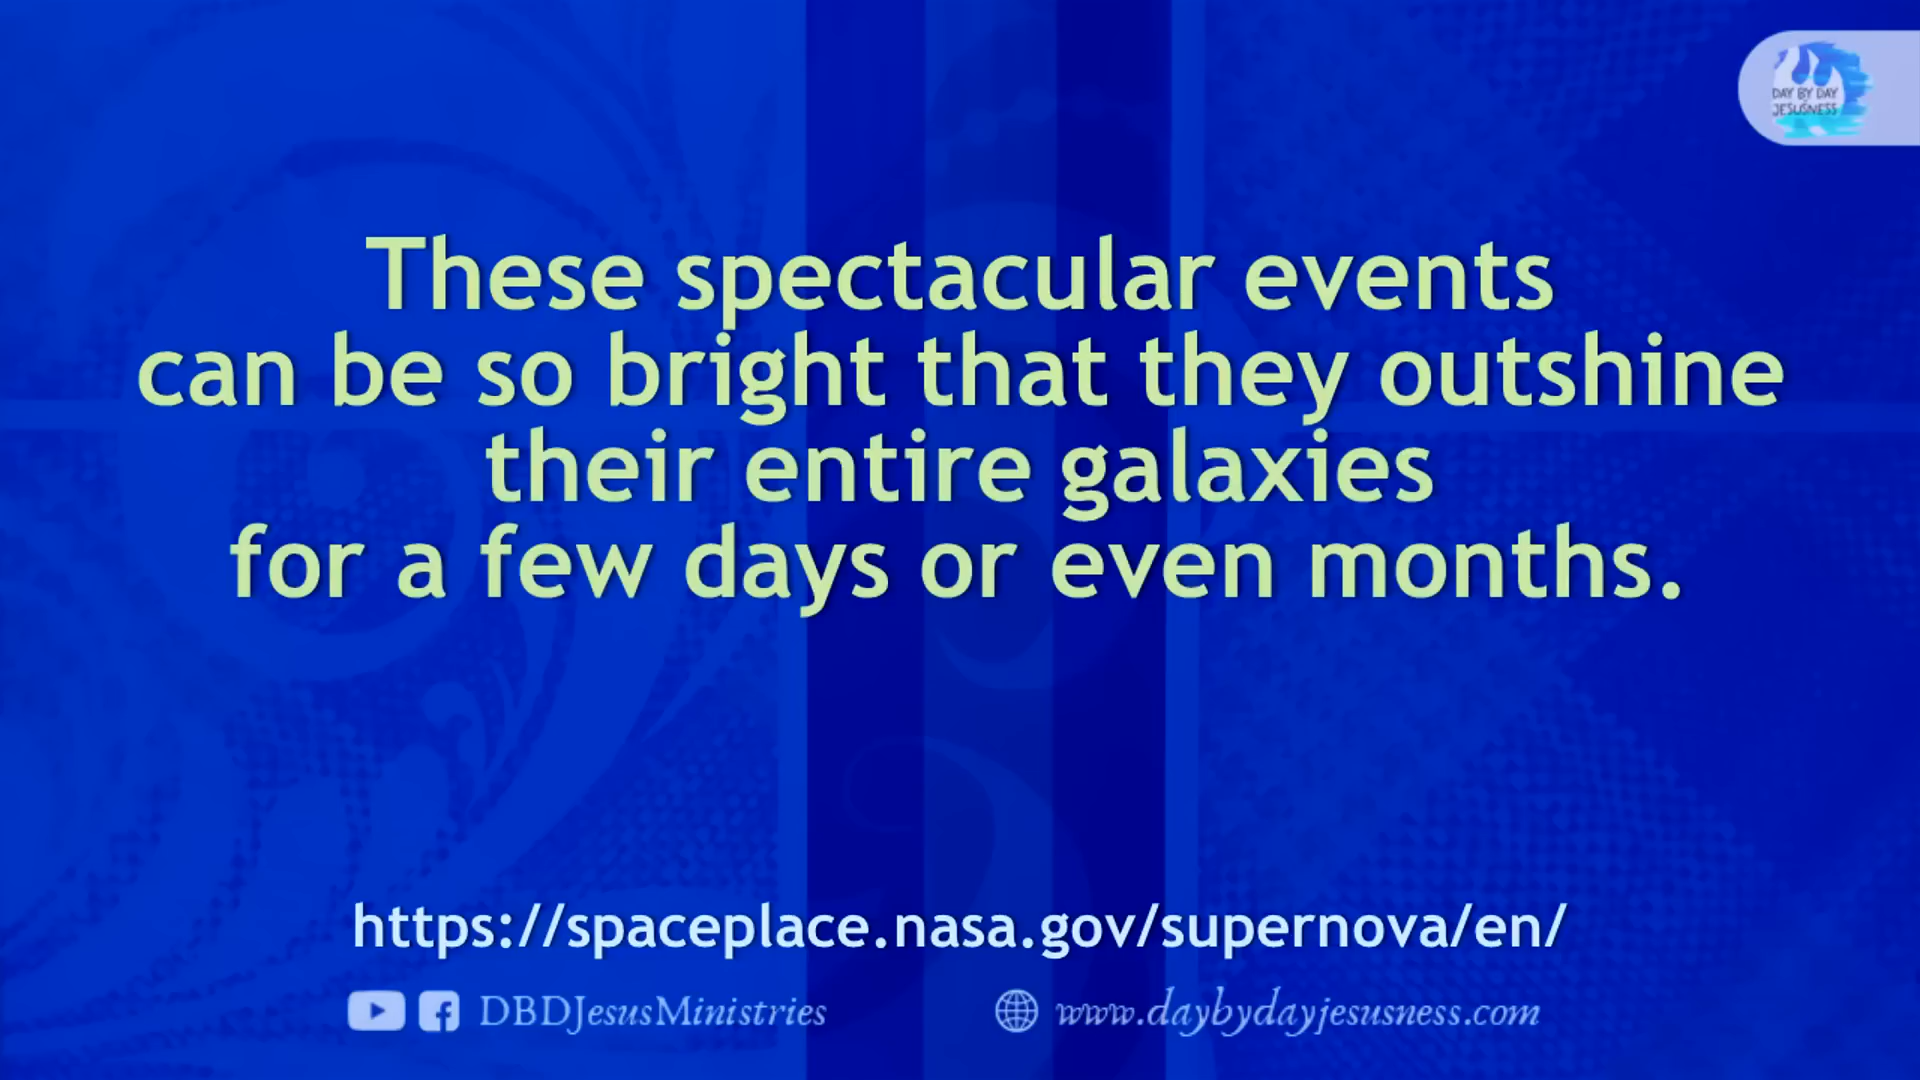 DAY BY DAY
JESUSNESS
These spectacular events
can be so bright that they outshine
their entire galaxies
for a few days or even months.
https://spaceplace.nasa.gov/supernova/en/
DBDJesusMinistries
www.daybydayjesusness.com